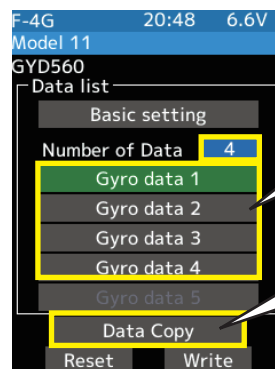 F-4G 20:48 6.6V
Model 11
GYD560
Data list
Basic setting
Number of Data 4
Gyro data 1
Gyro data 2
Gyro data 3
Gyro data 4
Gyro data 5
Data Copy
Reset Write